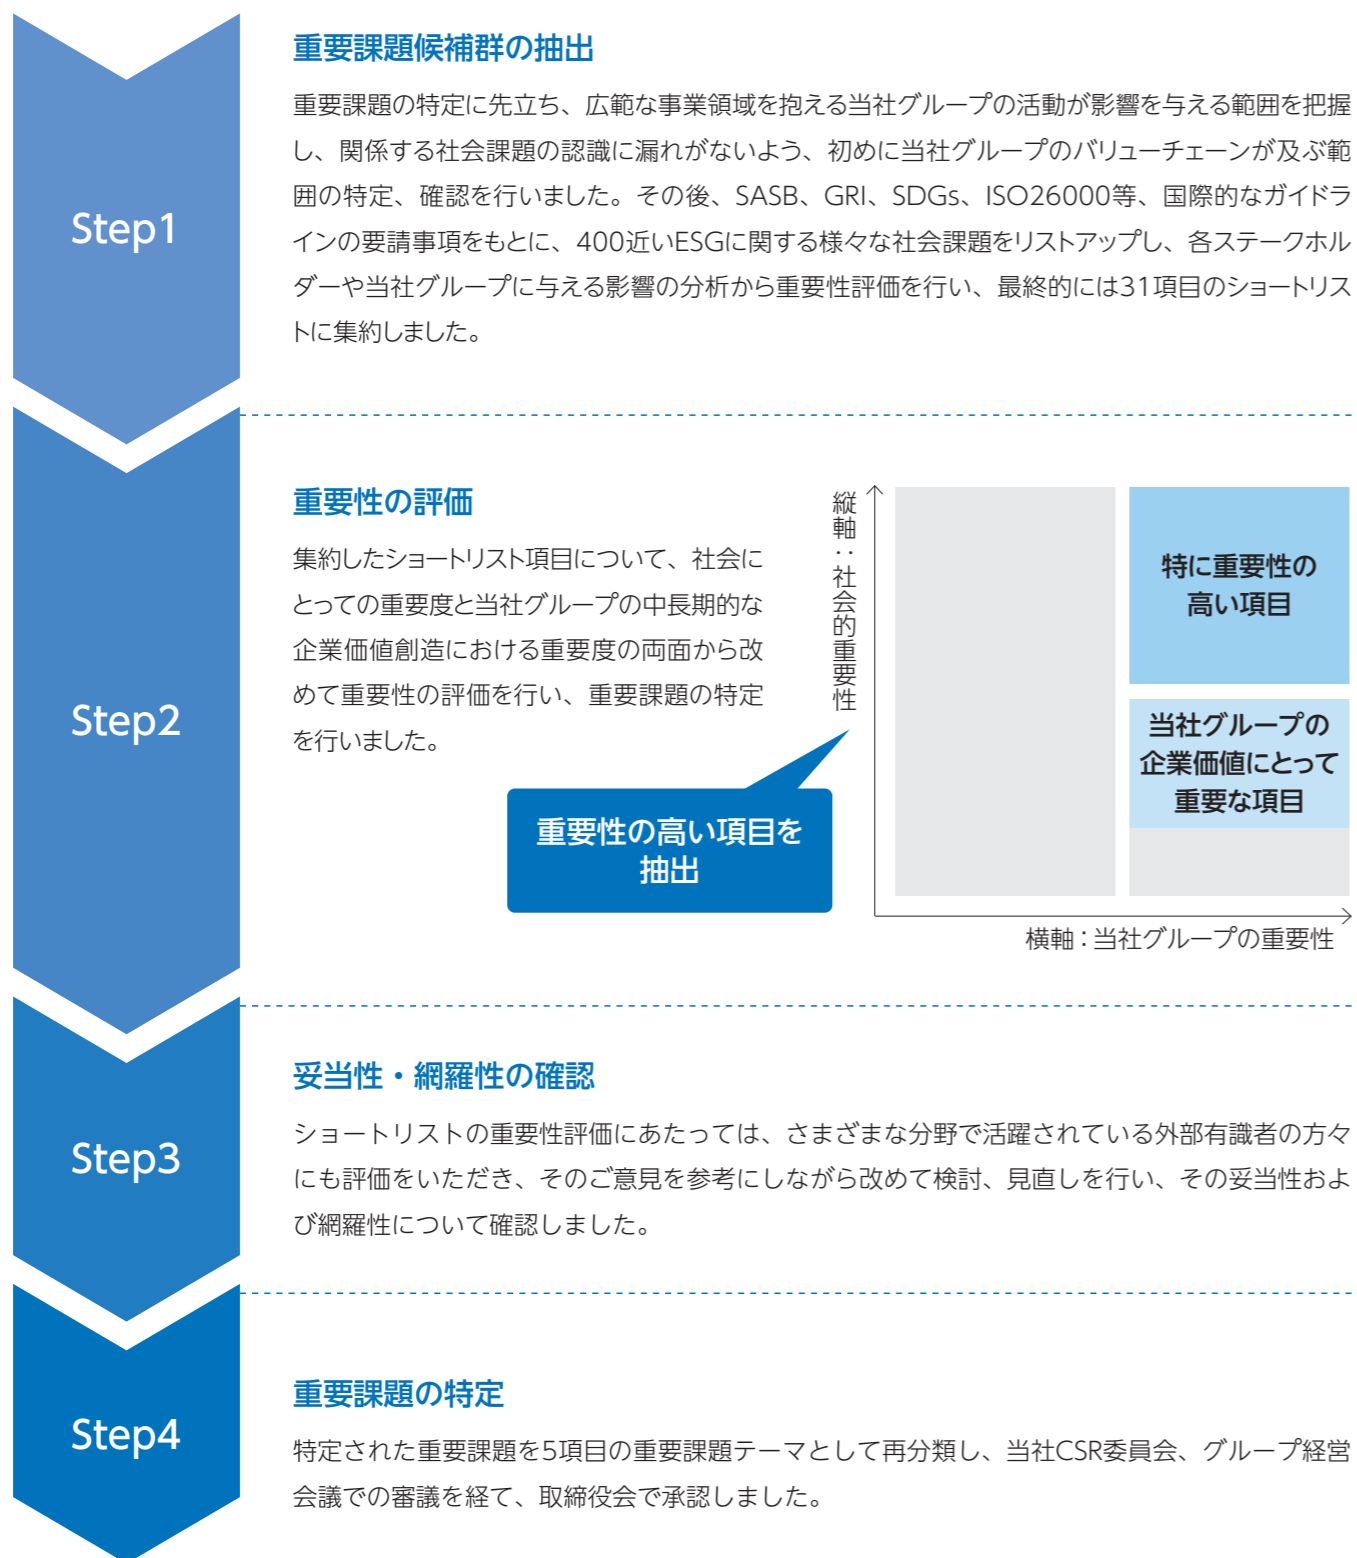 Step1
重要課題候補群の抽出
重要課題の特定に先立ち、広範な事業領域を抱える当社グループの活動が影響を与える範囲を把握
し、関係する社会課題の認識に漏れがないよう、初めに当社グループのバリューチェーンが及ぶ範
囲の特定、確認を行いました。その後、SASB、GRI、SDGs、ISO26000等、国際的なガイドラ
インの要請事項をもとに、400近いESGに関する様々な社会課題をリストアップし、各ステークホル
ダーや当社グループに与える影響の分析から重要性評価を行い、最終的には31項目のショートリス
トに集約しました。
Step2
重要性の評価
集約したショートリスト項目について、社会に
とっての重要度と当社グループの中長期的な
企業価値創造における重要度の両面から改
めて重要性の評価を行い、重要課題の特定
を行いました。
重要性の高い項目を
抽出
縦軸：社会的重要性
特に重要性の
高い項目
当社グループの
企業価値にとって
重要な項目
横軸：当社グループの重要性
Step3
妥当性・網羅性の確認
ショートリストの重要性評価にあたっては、さまざまな分野で活躍されている外部有識者の方々
にも評価をいただき、そのご意見を参考にしながら改めて検討、見直しを行い、その妥当性およ
び網羅性について確認しました。
Step4
重要課題の特定
特定された重要課題を5項目の重要課題テーマとして再分類し、当社CSR委員会、グループ経営
会議での審議を経て、取締役会で承認しました。